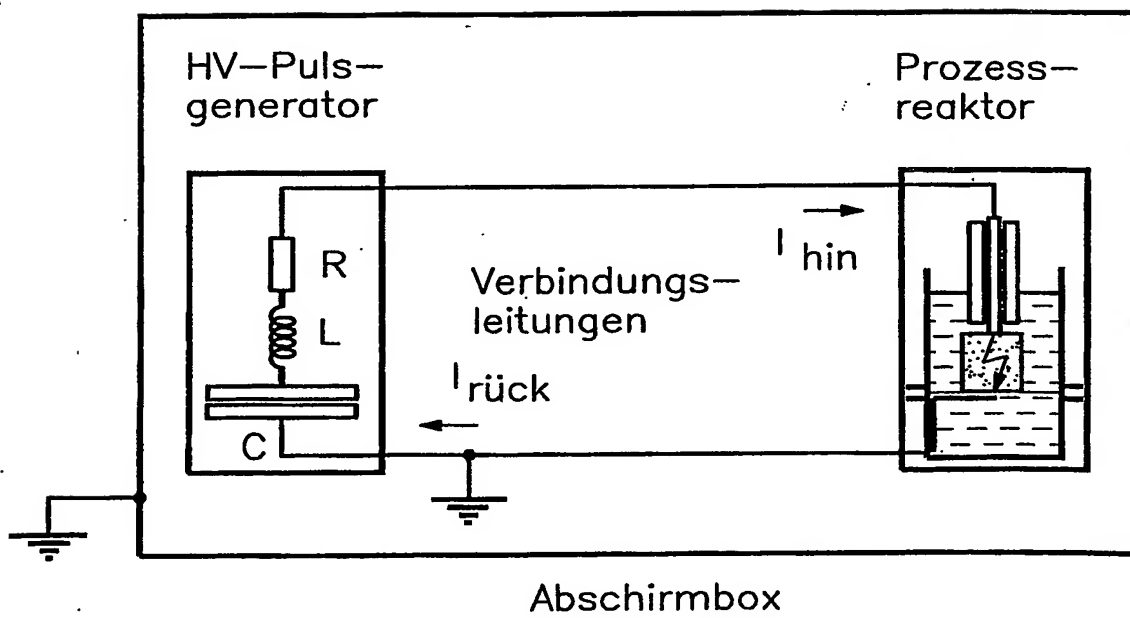 HV—Puls—
generator
Prozess—
reaktor
R
L
C
I hin
Verbindungs—
leitungen
I rück
Abschirmbox